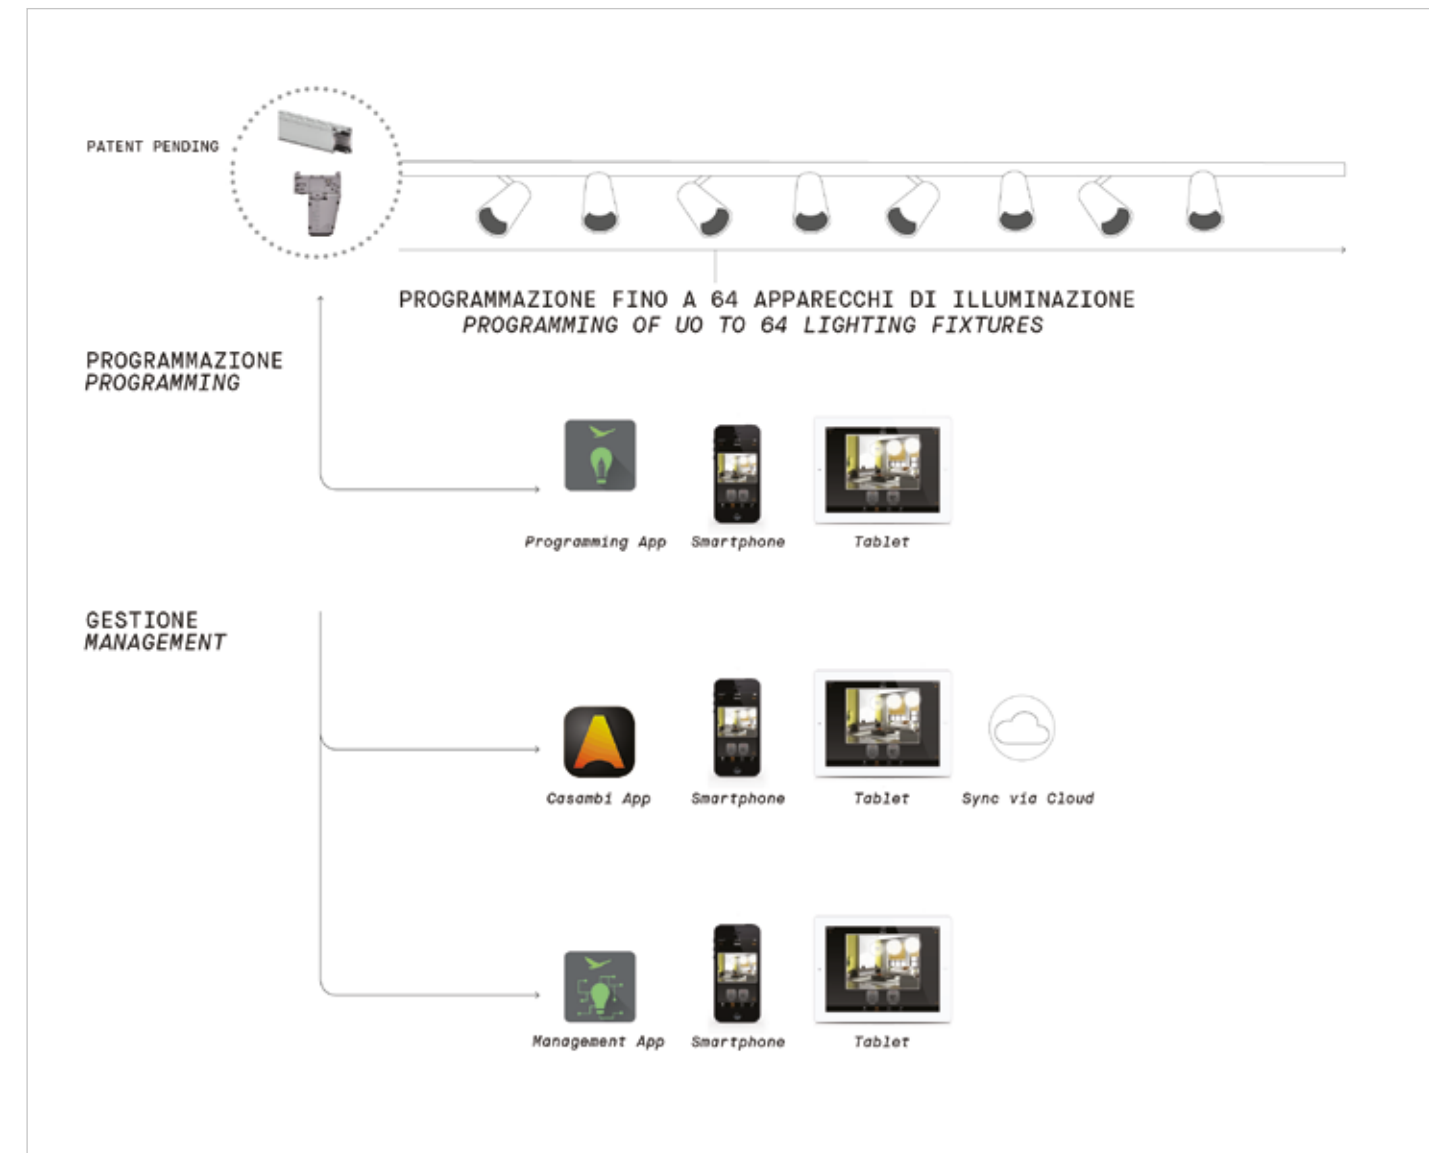 PATENT PENDING
PROGRAMMAZIONE FINO A 64 APPARECCHI DI ILLUMINAZIONE
PROGRAMMING OF UO TO 64 LIGHTING FIXTURES
PROGRAMMAZIONE
PROGRAMMING
Programming App
Smartphone
Tablet
GESTIONE
MANAGEMENT
Casambi App
Smartphone
Tablet
Sync via Cloud
Management App
Smartphone
Tablet